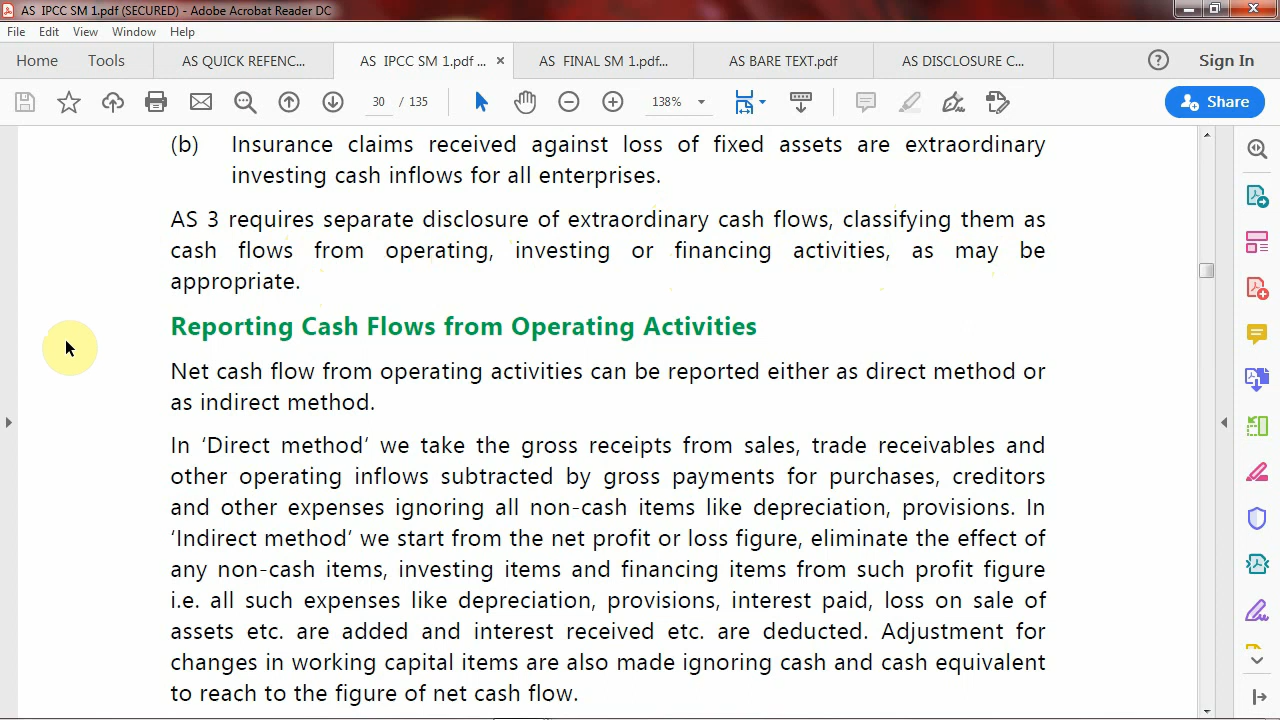 AS IPCC SM 1.pdf (SECURED) - Adobe Acrobat Reader DC
File Edit View Window Help
Home Tools AS QUICK REFENC... AS IPCC SM 1.pdf ... × AS FINAL SM 1.pdf... AS BARE TEXT.pdf AS DISCLOSURE C... Sign In
30 / 135 138% Share
(b) Insurance claims received against loss of fixed assets are extraordinary
investing cash inflows for all enterprises.
AS 3 requires separate disclosure of extraordinary cash flows, classifying them as
cash flows from operating, investing or financing activities, as may be
appropriate.
Reporting Cash Flows from Operating Activities
Net cash flow from operating activities can be reported either as direct method or
as indirect method.
In ‘Direct method’ we take the gross receipts from sales, trade receivables and
other operating inflows subtracted by gross payments for purchases, creditors
and other expenses ignoring all non-cash items like depreciation, provisions. In
‘Indirect method’ we start from the net profit or loss figure, eliminate the effect of
any non-cash items, investing items and financing items from such profit figure
i.e. all such expenses like depreciation, provisions, interest paid, loss on sale of
assets etc. are added and interest received etc. are deducted. Adjustment for
changes in working capital items are also made ignoring cash and cash equivalent
to reach to the figure of net cash flow.